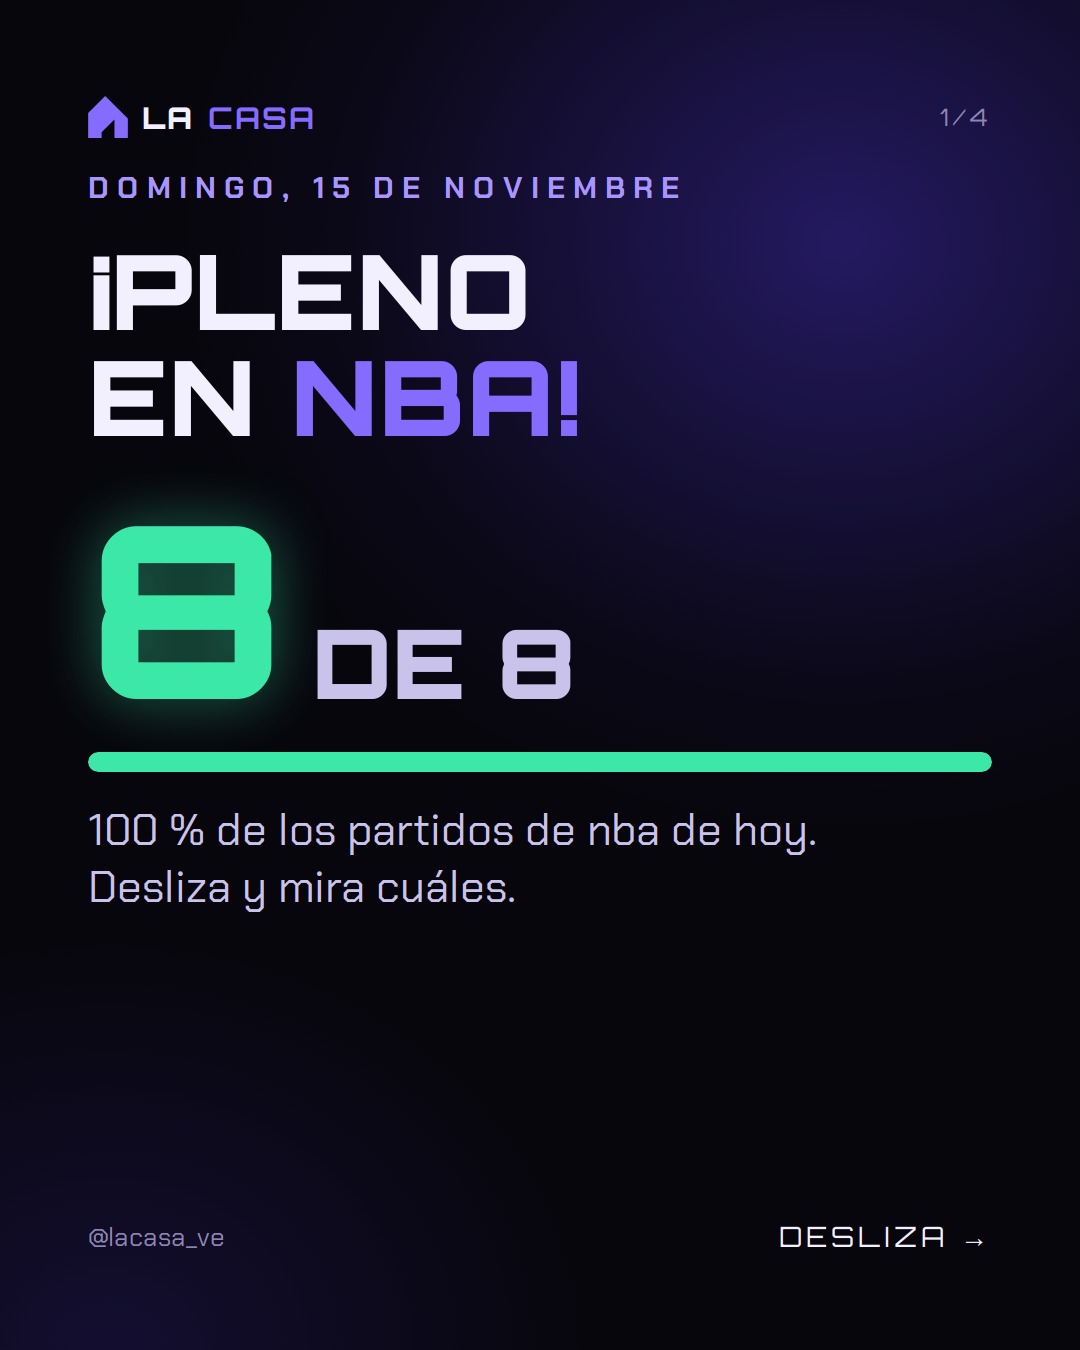 LA CASA
1/4
DOMINGO, 15 DE NOVIEMBRE
¡PLENO
EN NBA!
8 DE 8
100 % de los partidos de nba de hoy.
Desliza y mira cuáles.
@lacasa_ve
DESLIZA →